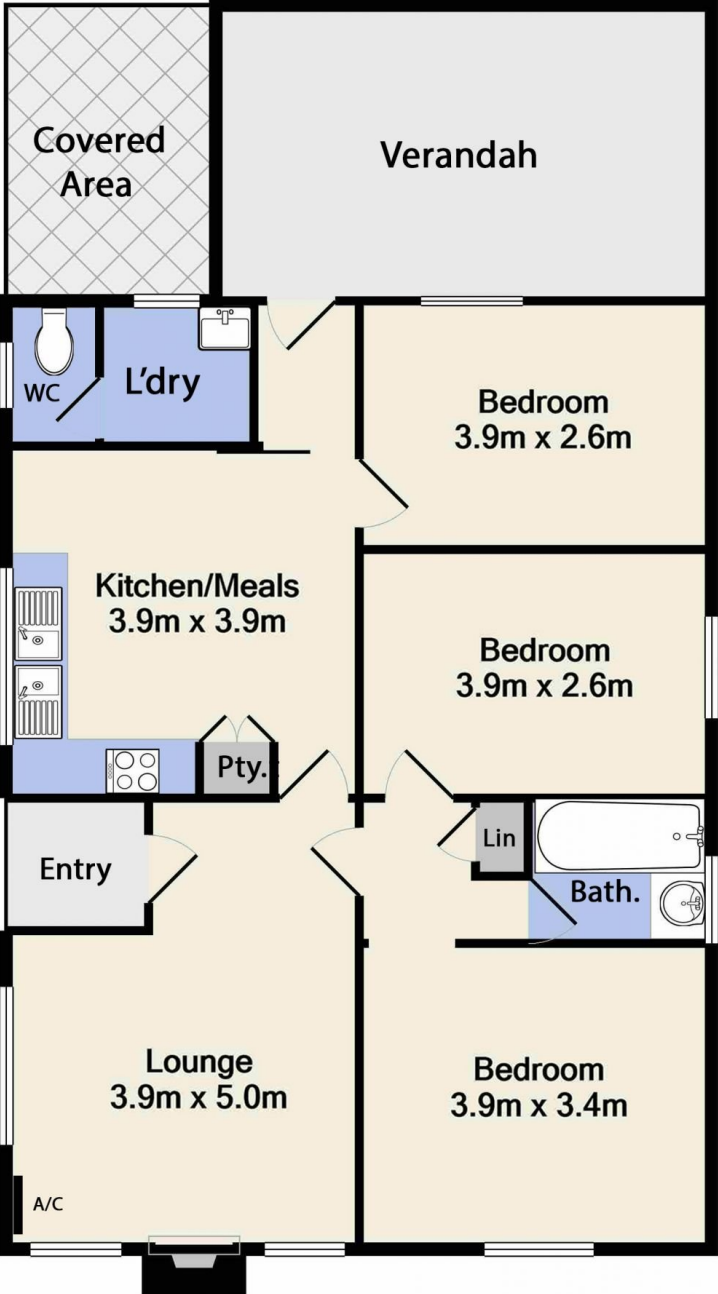 Covered
Area
Verandah
WC
L'dry
Bedroom
3.9m x 2.6m
Kitchen/Meals
3.9m x 3.9m
Bedroom
3.9m x 2.6m
Pty.
Lin
Entry
Bath.
Lounge
3.9m x 5.0m
Bedroom
3.9m x 3.4m
A/C